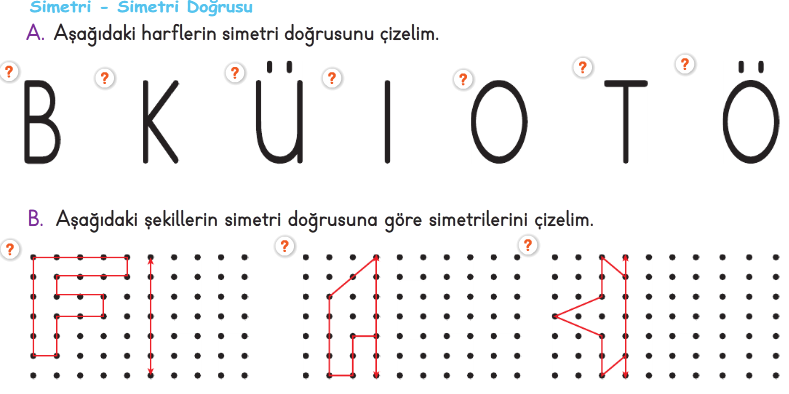 Simetri - Simetri Doğrusu
A. Aşağıdaki harflerin simetri doğrusunu çizelim.
? ? ? ? ? ? ?
B K Ü I O T Ö
B. Aşağıdaki şekillerin simetri doğrusuna göre simetrilerini çizelim.
? ? ?